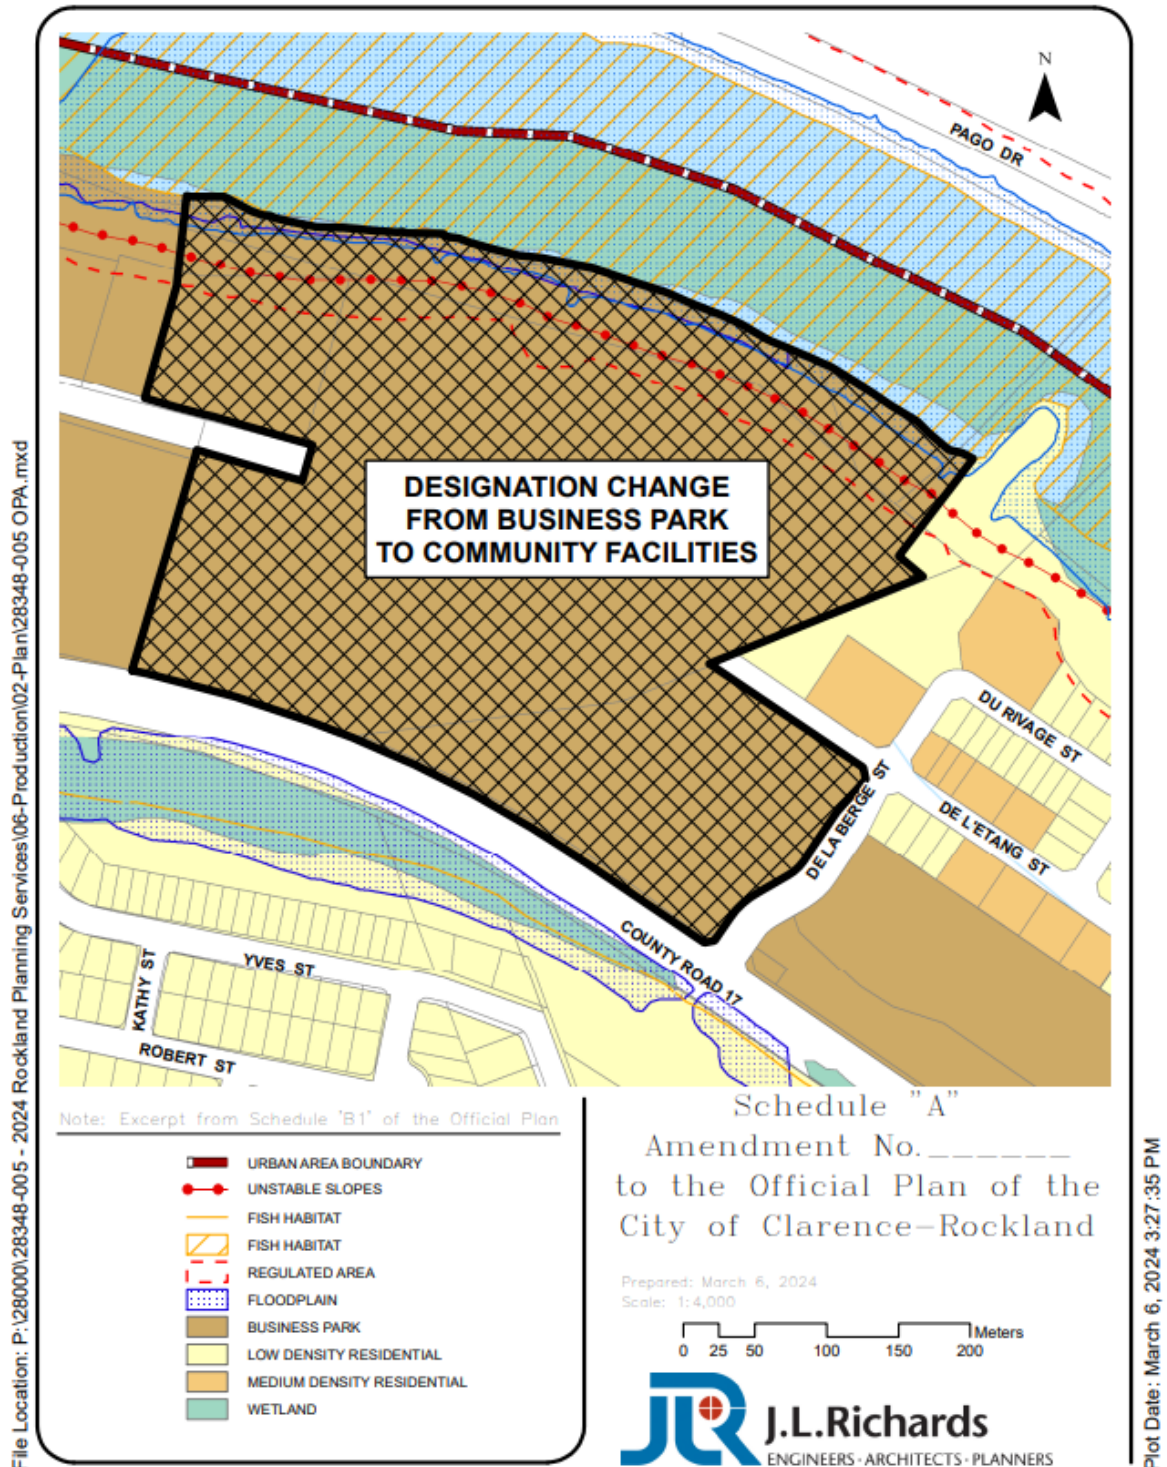 N
PAGO DR
DESIGNATION CHANGE
FROM BUSINESS PARK
TO COMMUNITY FACILITIES
DU RIVAGE ST
DE LA BERGE ST
DE L'ETANG ST
COUNTY ROAD 17
YVES ST
KATHY ST
ROBERT ST
File Location: P:\28000\28348-005 - 2024 Rockland Planning Services\06-Production\02-Plan\28348-005 OPA.mxd
Note: Excerpt from Schedule 'B1' of the Official Plan
URBAN AREA BOUNDARY
UNSTABLE SLOPES
FISH HABITAT
FISH HABITAT
REGULATED AREA
FLOODPLAIN
BUSINESS PARK
LOW DENSITY RESIDENTIAL
MEDIUM DENSITY RESIDENTIAL
WETLAND
Schedule "A"
Amendment No.______
to the Official Plan of the
City of Clarence-Rockland
Prepared: March 6, 2024
Scale: 1:4,000
Meters
0 25 50 100 150 200
JLR
J.L.Richards
ENGINEERS · ARCHITECTS · PLANNERS
Plot Date: March 6, 2024 3:27:35 PM